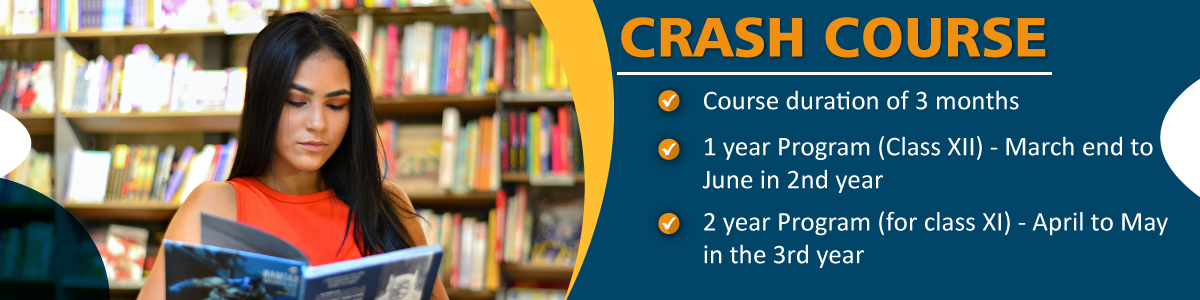 CRASH COURSE
Course duration of 3 months
1 year Program (Class XII) - March end to
June in 2nd year
2 year Program (for class XI) - April to May
in the 3rd year